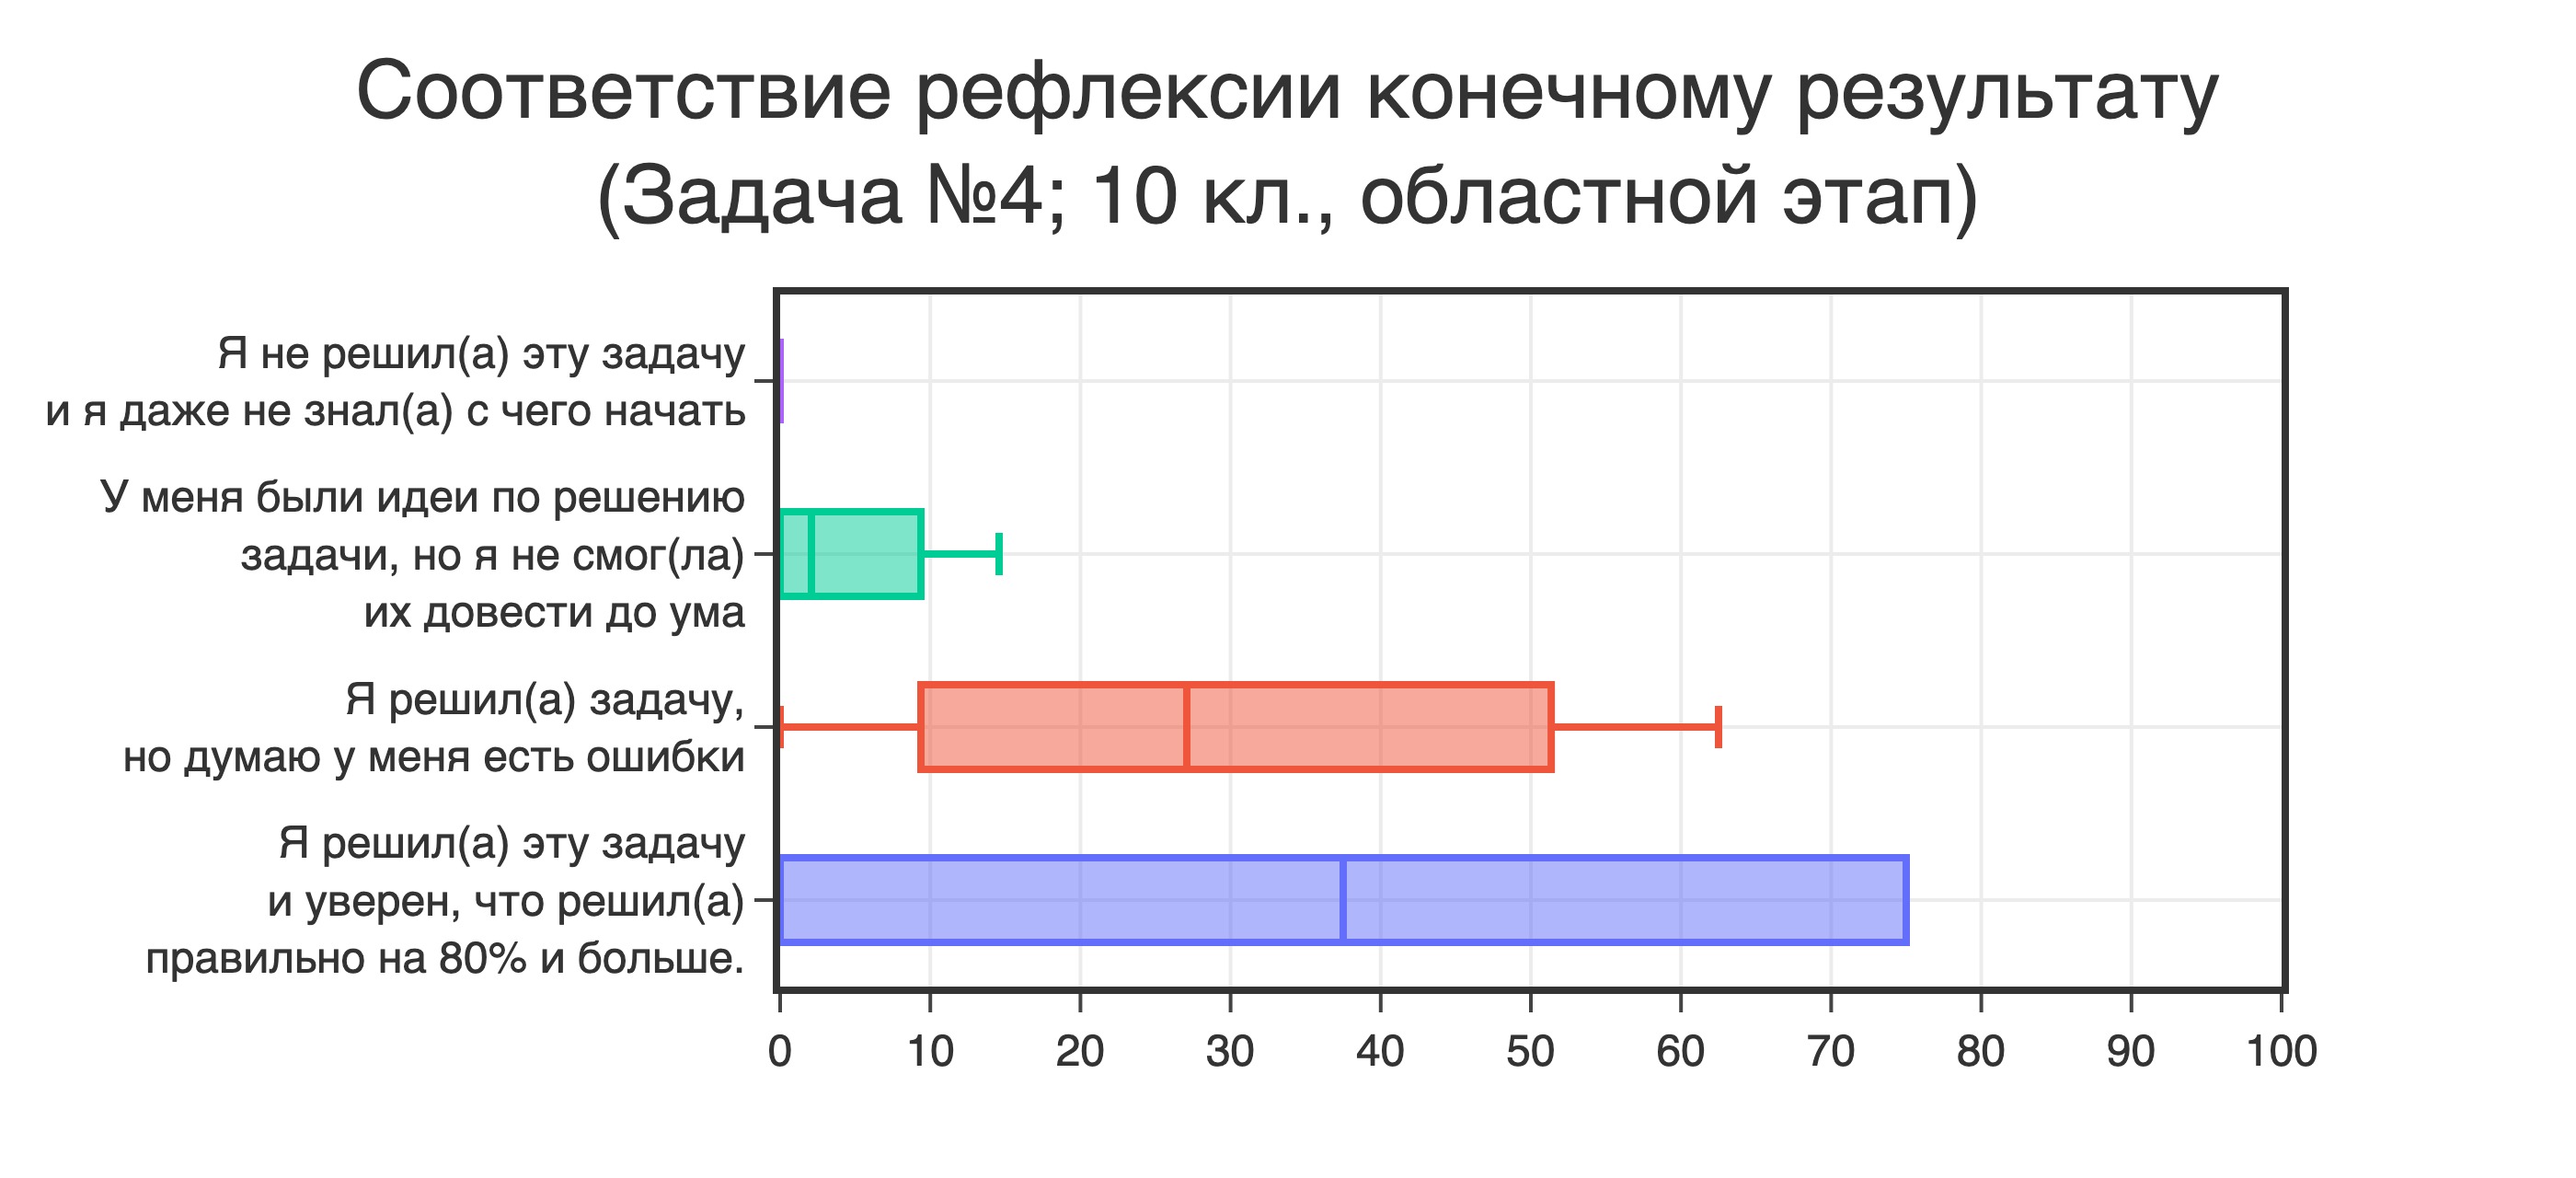 Соответствие рефлексии конечному результату
(Задача №4; 10 кл., областной этап)
Я не решил(а) эту задачу
и я даже не знал(а) с чего начать
У меня были идеи по решению
задачи, но я не смог(ла)
их довести до ума
Я решил(а) задачу,
но думаю у меня есть ошибки
Я решил(а) эту задачу
и уверен, что решил(а)
правильно на 80% и больше.
0 10 20 30 40 50 60 70 80 90 100